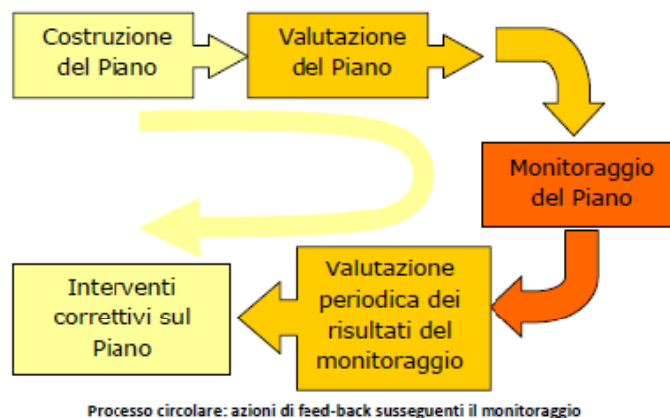 Costruzione
del Piano
Valutazione
del Piano
Monitoraggio
del Piano
Valutazione
periodica dei
risultati del
monitoraggio
Interventi
correttivi sul
Piano
Processo circolare: azioni di feed-back susseguenti il monitoraggio